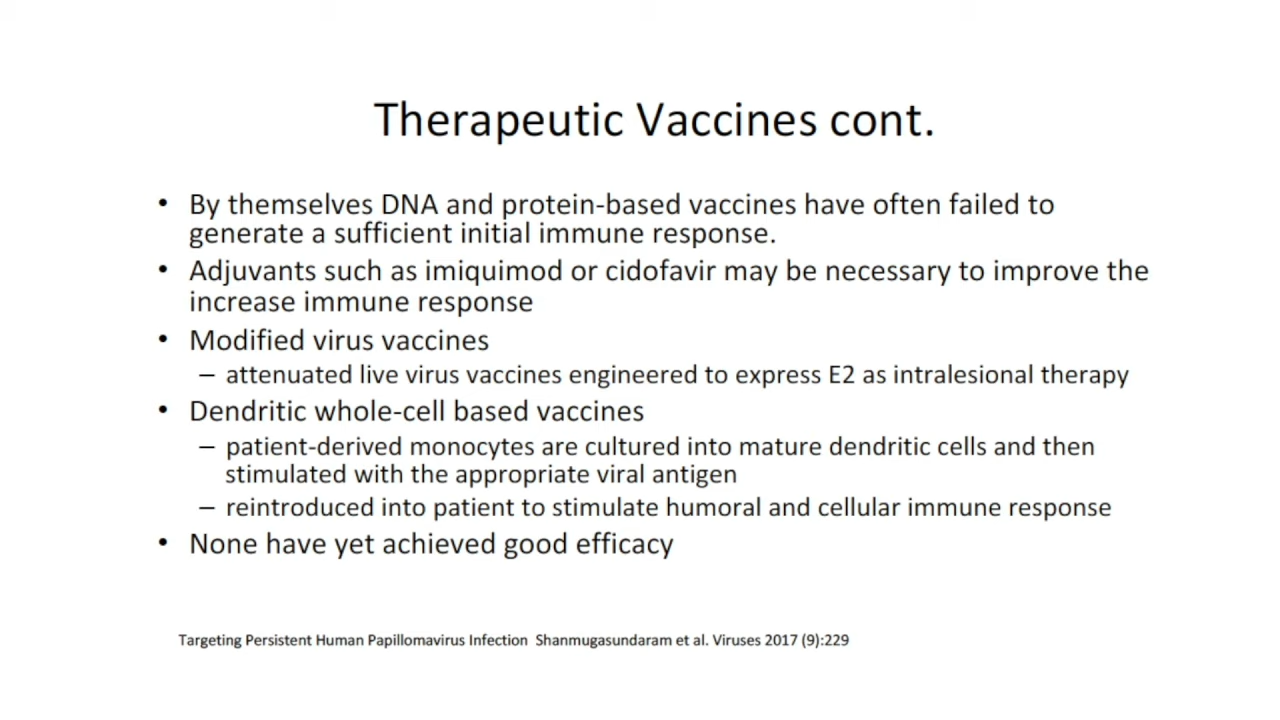 Therapeutic Vaccines cont.
• By themselves DNA and protein-based vaccines have often failed to
generate a sufficient initial immune response.
• Adjuvants such as imiquimod or cidofavir may be necessary to improve the
increase immune response
• Modified virus vaccines
– attenuated live virus vaccines engineered to express E2 as intralesional therapy
• Dendritic whole-cell based vaccines
– patient-derived monocytes are cultured into mature dendritic cells and then
stimulated with the appropriate viral antigen
– reintroduced into patient to stimulate humoral and cellular immune response
• None have yet achieved good efficacy
Targeting Persistent Human Papillomavirus Infection Shanmugasundaram et al. Viruses 2017 (9):229